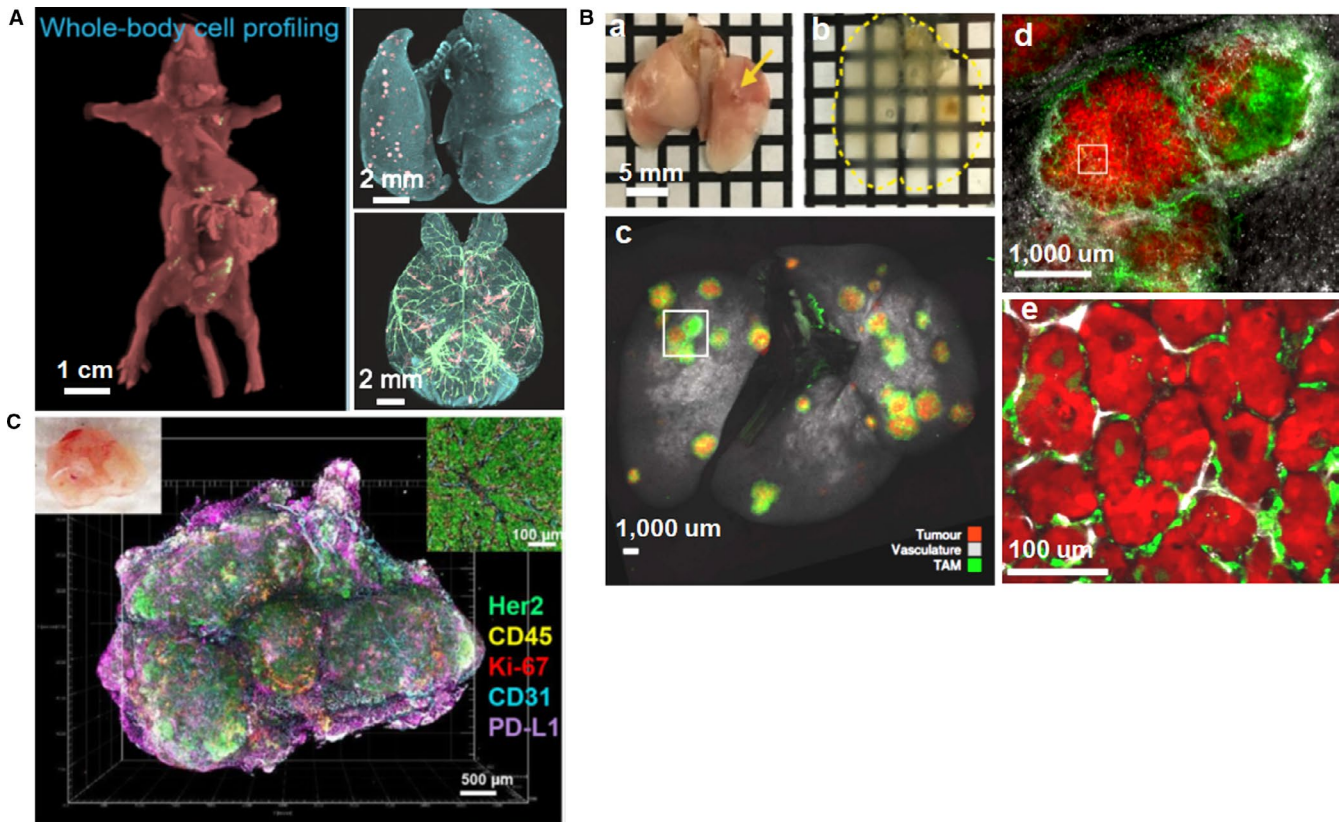 A
Whole-body cell profiling
1 cm
2 mm
2 mm
B
a
5 mm
b
c
1,000 um
Tumour
Vasculature
TAM
d
1,000 um
e
100 um
C
100 µm
Her2
CD45
Ki-67
CD31
PD-L1
500 µm